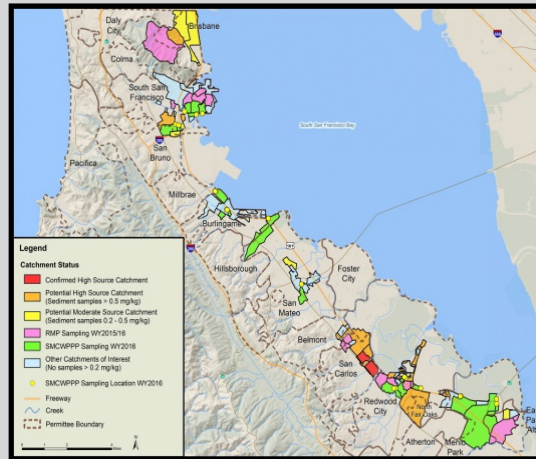 Daly
City
Brisbane
Colma
South San
Francisco
South San Francisco Bay
Pacifica
San
Bruno
Millbrae
Burlingame
Hillsborough
Foster
City
San
Mateo
Belmont
San
Carlos
Redwood
City
North
Fair Oaks
Atherton
Menlo
Park
Legend
Catchment Status
Confirmed High Source Catchment
Potential High Source Catchment
(Sediment samples > 0.5 mg/kg)
Potential Moderate Source Catchment
(Sediment samples 0.2 - 0.5 mg/kg)
RMP Sampling WY2015/16
SMCWPPP Sampling WY2016
Other Catchments of Interest
(No samples > 0.2 mg/kg)
SMCWPPP Sampling Location WY2016
Freeway
Creek
Permittee Boundary